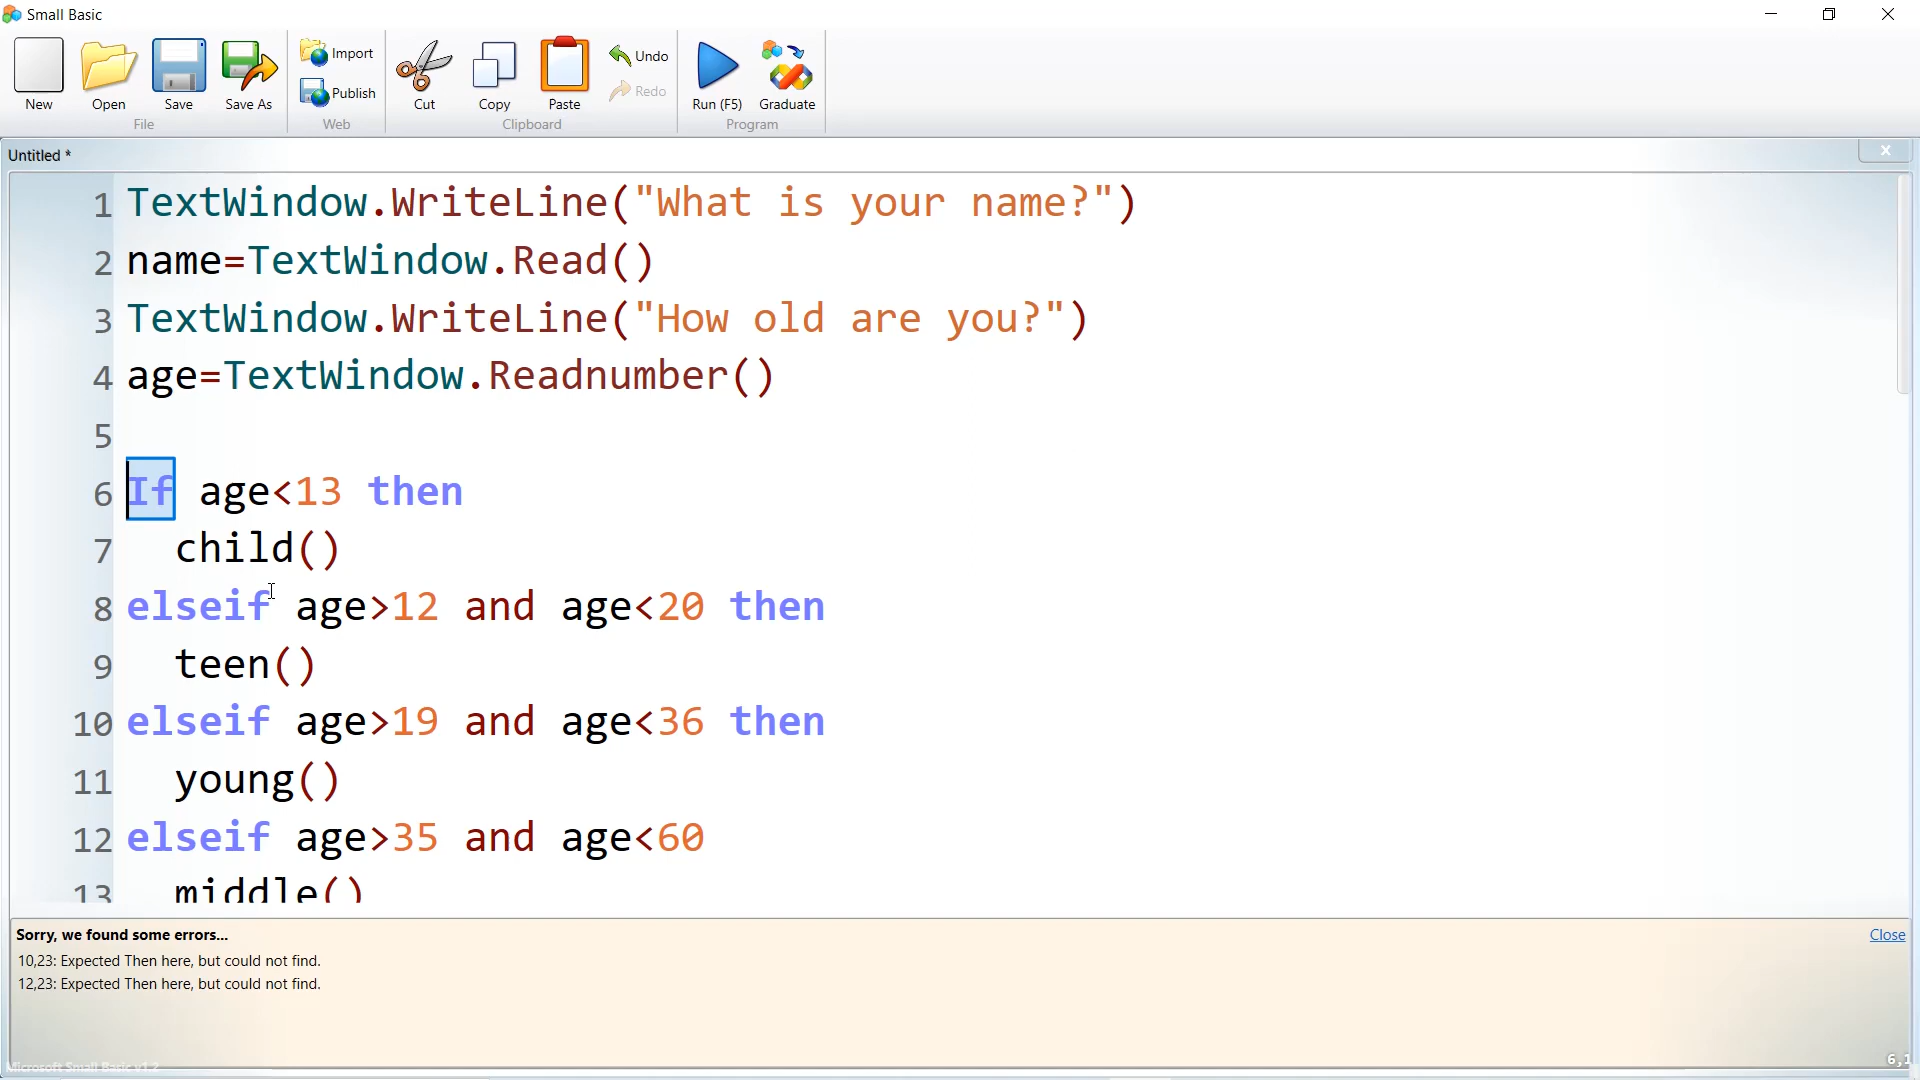 Small Basic
New
Open
Save
Save As
File
Import
Publish
Web
Cut
Copy
Paste
Undo
Redo
Clipboard
Run (F5)
Graduate
Program
Untitled *
1 TextWindow.WriteLine("What is your name?")
2 name=TextWindow.Read()
3 TextWindow.WriteLine("How old are you?")
4 age=TextWindow.Readnumber()
5
6 If age<13 then
7 child()
8 elseif age>12 and age<20 then
9 teen()
10 elseif age>19 and age<36 then
11 young()
12 elseif age>35 and age<60
13 middle()
Sorry, we found some errors...
Close
10,23: Expected Then here, but could not find.
12,23: Expected Then here, but could not find.
Microsoft Small Basic v1.2
6,1